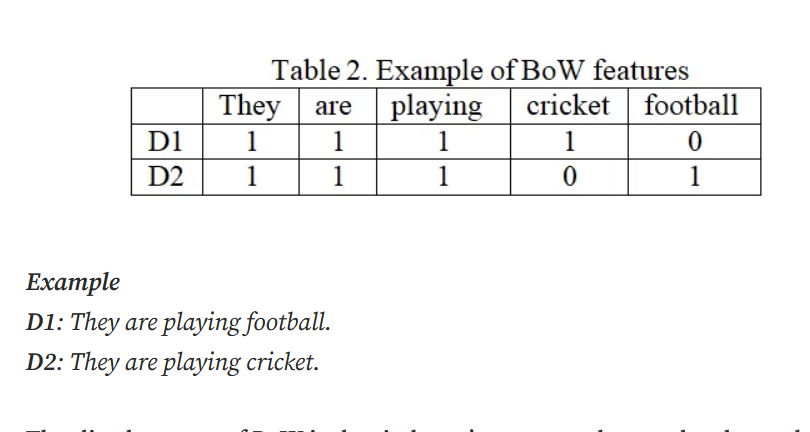 Table 2. Example of BoW features
They are playing cricket football
D1 1 1 1 1 0
D2 1 1 1 0 1
Example
D1: They are playing football.
D2: They are playing cricket.